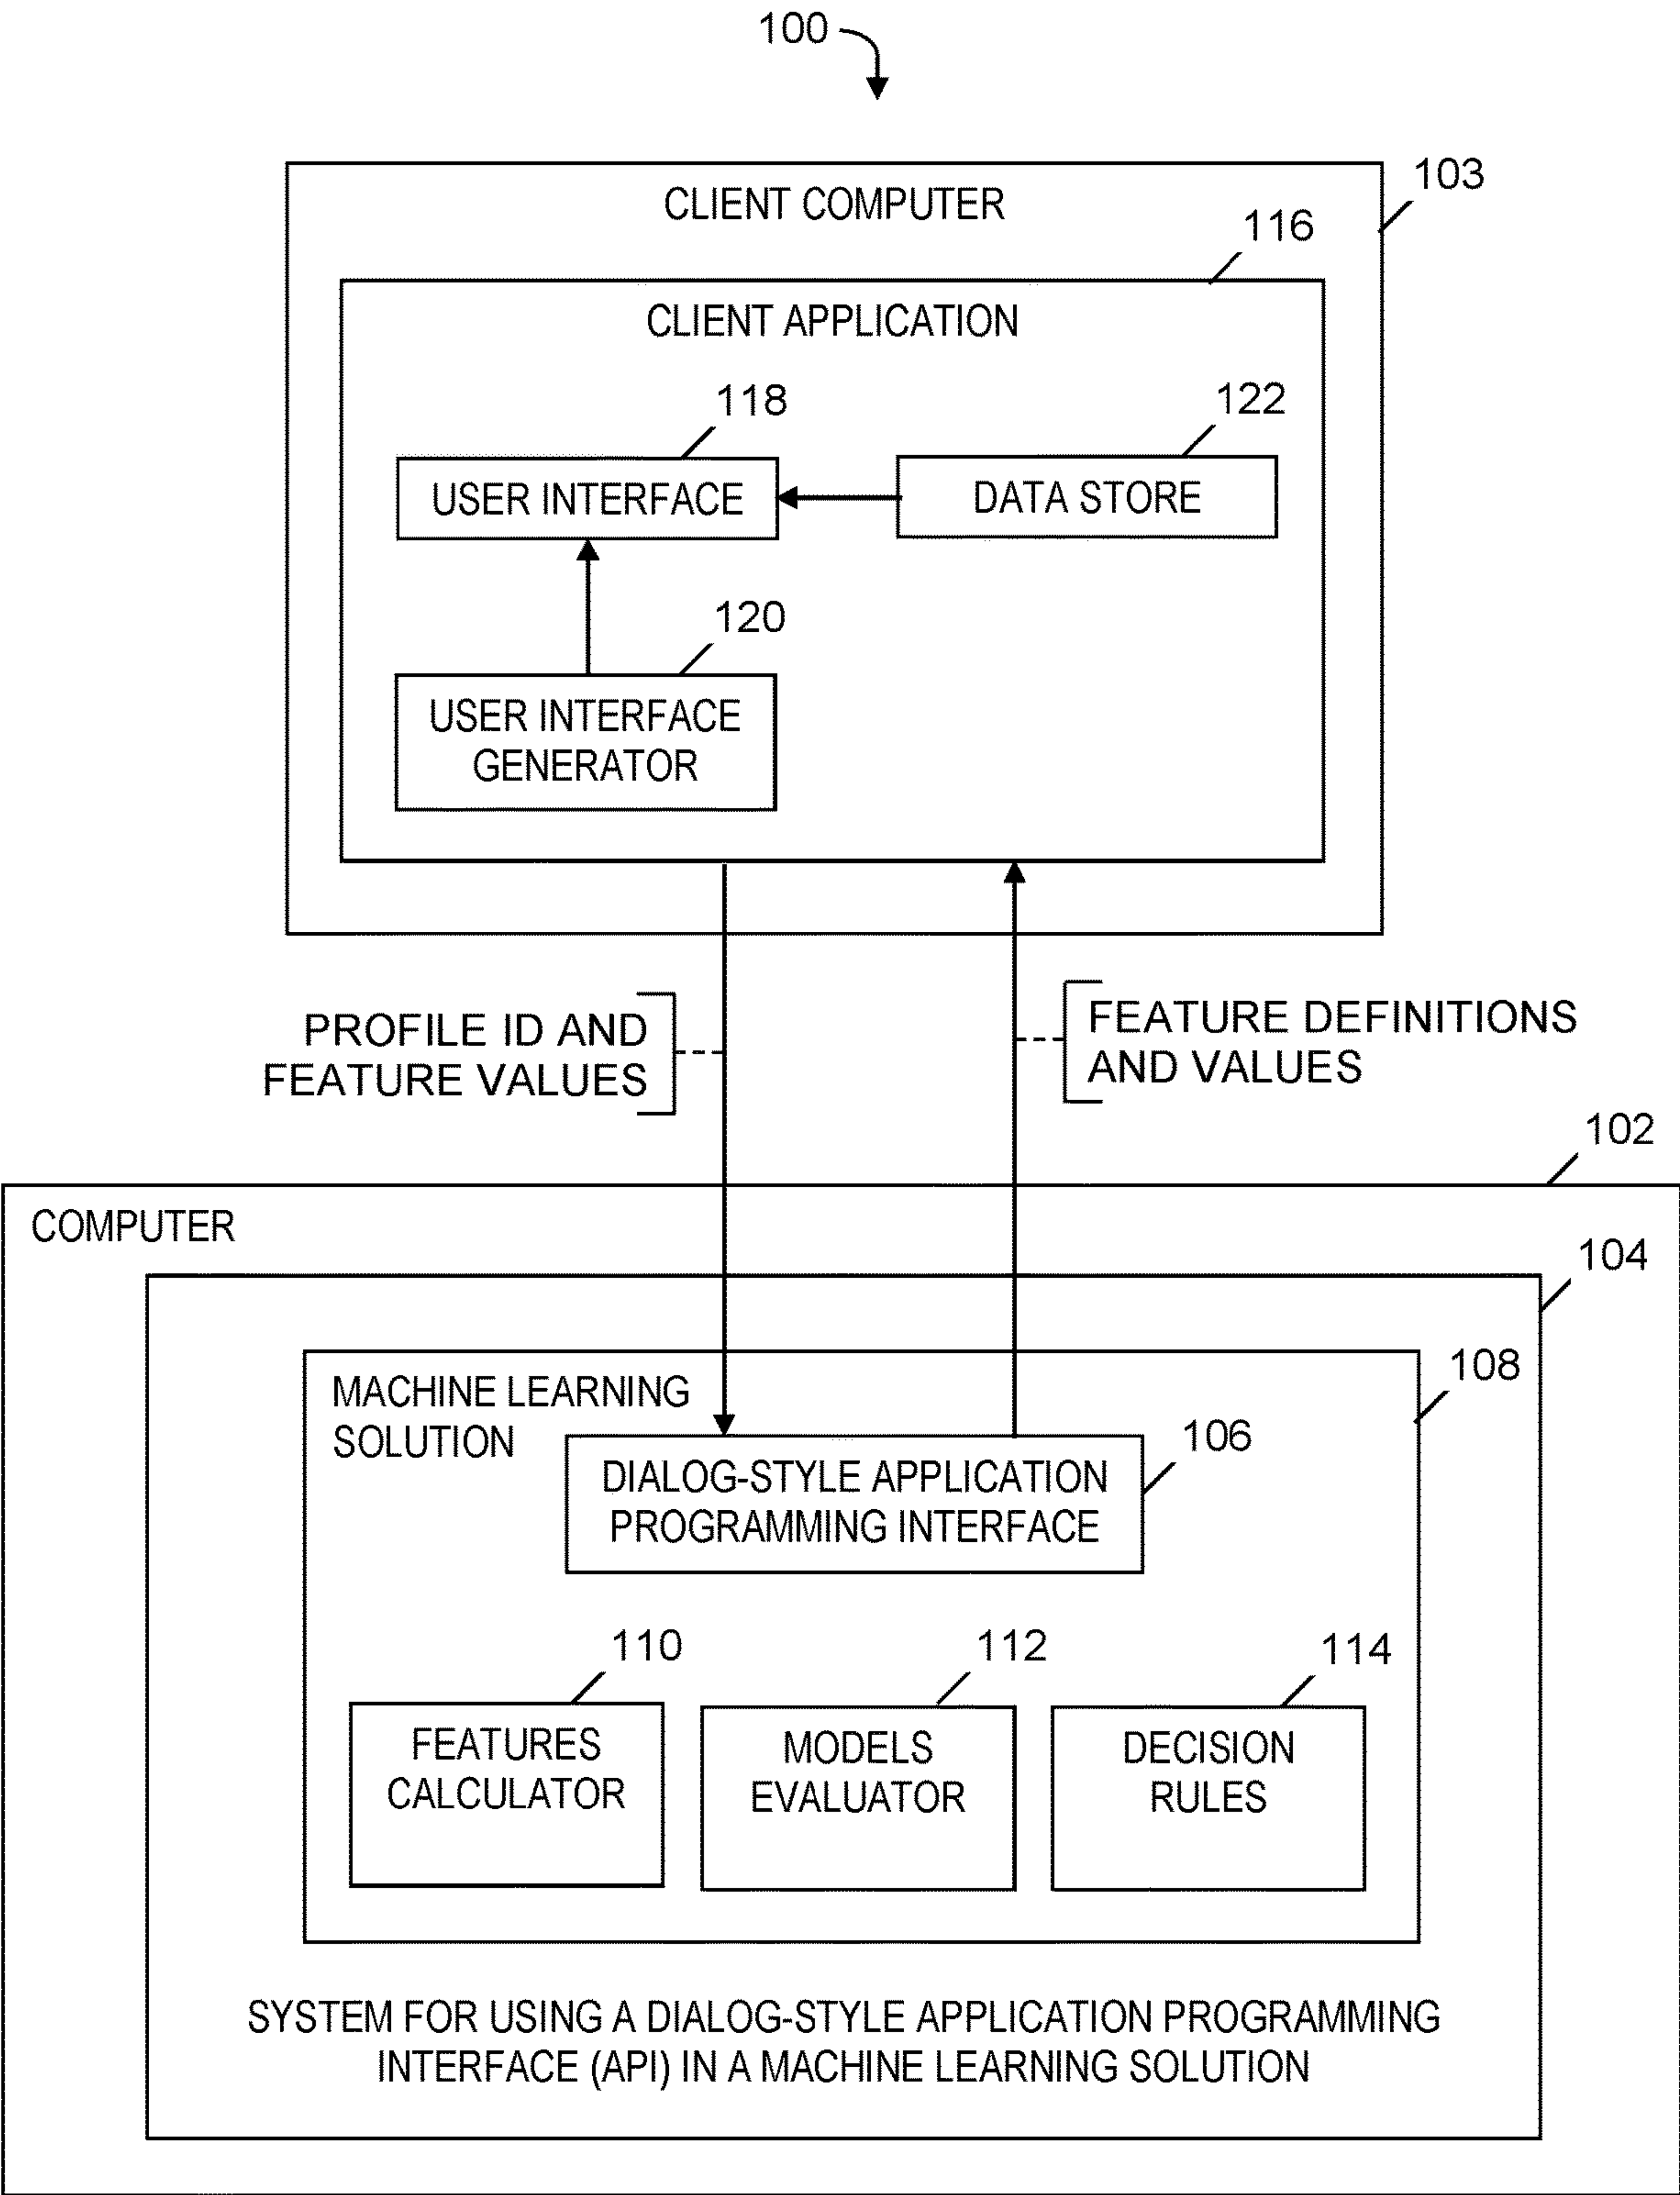 100
103
CLIENT COMPUTER
116
CLIENT APPLICATION
118
122
USER INTERFACE
DATA STORE
120
USER INTERFACE
GENERATOR
PROFILE ID AND
FEATURE VALUES
FEATURE DEFINITIONS
AND VALUES
102
COMPUTER
104
108
MACHINE LEARNING
SOLUTION
106
DIALOG-STYLE APPLICATION
PROGRAMMING INTERFACE
110
112
114
FEATURES
CALCULATOR
MODELS
EVALUATOR
DECISION
RULES
SYSTEM FOR USING A DIALOG-STYLE APPLICATION PROGRAMMING
INTERFACE (API) IN A MACHINE LEARNING SOLUTION